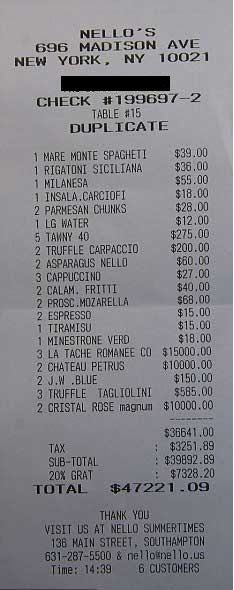 NELLO'S
696 MADISON AVE
NEW YORK, NY 10021
CHECK #199697-2
TABLE #15
DUPLICATE
1 MARE MONTE SPAGHETI $39.00
1 RIGATONI SICILIANA $36.00
1 MILANESA $55.00
1 INSALA.CARCIOFI $18.00
2 PARMESAN CHUNKS $28.00
1 LG WATER $12.00
5 TAWNY 40 $275.00
2 TRUFFLE CARPACCIO $200.00
2 ASPARAGUS NELLO $60.00
3 CAPPUCCINO $27.00
2 CALAM. FRITTI $40.00
2 PROSC.MOZARELLA $68.00
2 ESPRESSO $15.00
1 TIRAMISU $15.00
1 MINESTRONE VERD $18.00
3 LA TACHE ROMANEE CO $15000.00
2 CHATEAU PETRUS $10000.00
2 J.W .BLUE $150.00
3 TRUFFLE TAGLIOLINI $585.00
2 CRISTAL ROSE magnum $10000.00
--------
$36641.00
TAX : $3251.89
SUB-TOTAL : $39892.89
20% GRAT : $7328.20
TOTAL $47221.09
THANK YOU
VISIT US AT NELLO SUMMERTIMES
136 MAIN STREET, SOUTHAMPTON
631-287-5500 & nello@nello.us
Time: 14:39 6 CUSTOMERS